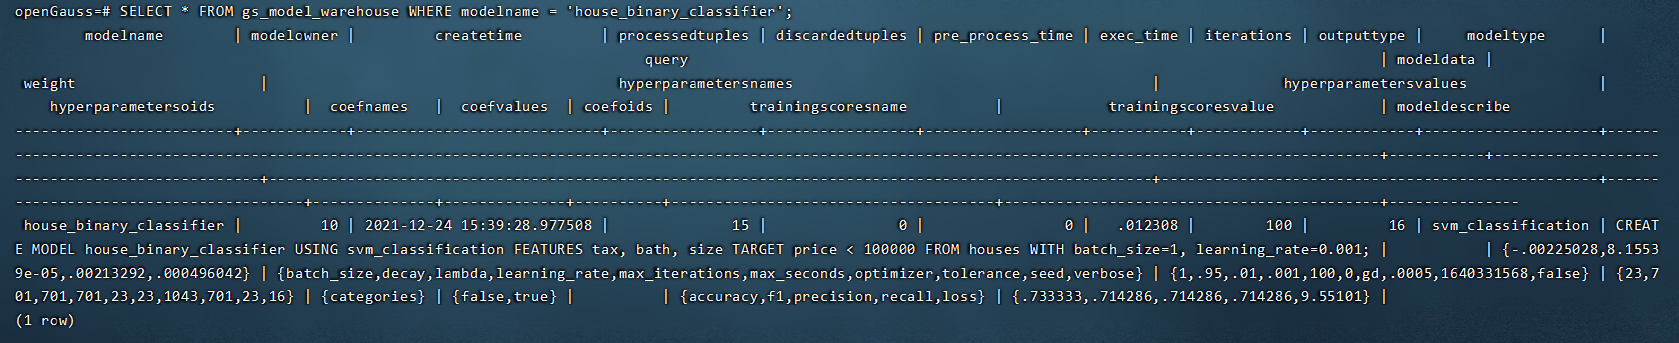 openGauss=# SELECT * FROM gs_model_warehouse WHERE modelname = 'house_binary_classifier';
modelname | modelowner | createtime | processedtuples | discardedtuples | pre_process_time | exec_time | iterations | outputtype | modeltype |
query | modeldata |
weight | hyperparametersnames | hyperparametersvalues |
hyperparametersoids | coefnames | coefvalues | coefoids | trainingscoresname | trainingscoresvalue | modeldescribe
-----------------------+------------+---------------------------+-----------------+-----------------+------------------+-----------+------------+------------+--------------------+------
-----------------------------------------------------------------------------------------------------------------------------------------------+-----------+------------------
--------------------------+---------------------------------------------------------------------------------------------+-----------------------------------------------+------
-------------------------------+-------------+-------------+----------+-----------------------------------+----------------------------------------+---------------
house_binary_classifier | 10 | 2021-12-24 15:39:28.977508 | 15 | 0 | 0 | .012308 | 100 | 16 | svm_classification | CREAT
E MODEL house_binary_classifier USING svm_classification FEATURES tax, bath, size TARGET price < 100000 FROM houses WITH batch_size=1, learning_rate=0.001; | | {-.00225028,8.1553
9e-05,.00213292,.000496042} | {batch_size,decay,lambda,learning_rate,max_iterations,max_seconds,optimizer,tolerance,seed,verbose} | {1,.95,.01,.001,100,0,gd,.0005,1640331568,false} | {23,7
01,701,701,23,23,1043,701,23,16} | {categories} | {false,true} | | {accuracy,f1,precision,recall,loss} | {.733333,.714286,.714286,.714286,9.55101} |
(1 row)